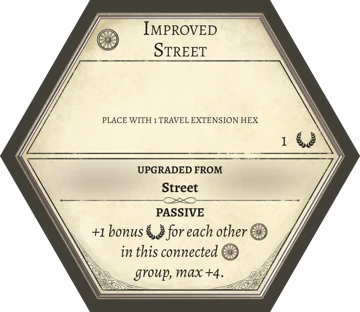 IMPROVED
STREET
PLACE WITH 1 TRAVEL EXTENSION HEX
1
UPGRADED FROM
Street
PASSIVE
+1 bonus for each other
in this connected
group, max +4.